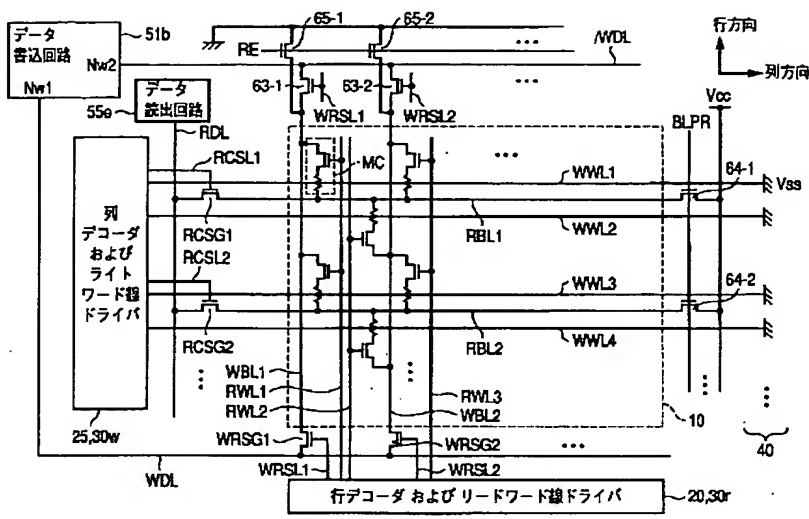 データ
書込回路
51b
Nw2
Nw1
データ
読出回路
55e
RDL
65-1
65-2
RE
/WDL
63-1
63-2
WRSL1
WRSL2
行方向
列方向
Vcc
BLPR
RCSL1
MC
WWL1
64-1
Vss
RCSG1
RBL1
WWL2
列
デコーダ
および
ライト
ワード線
ドライバ
RCSL2
WWL3
64-2
RCSG2
RBL2
WWL4
WBL1
RWL1
RWL2
RWL3
WBL2
10
40
25,30w
WRSG1
WRSG2
WRSL1
WRSL2
WDL
行デコーダ および リードワード線ドライバ
20,30r